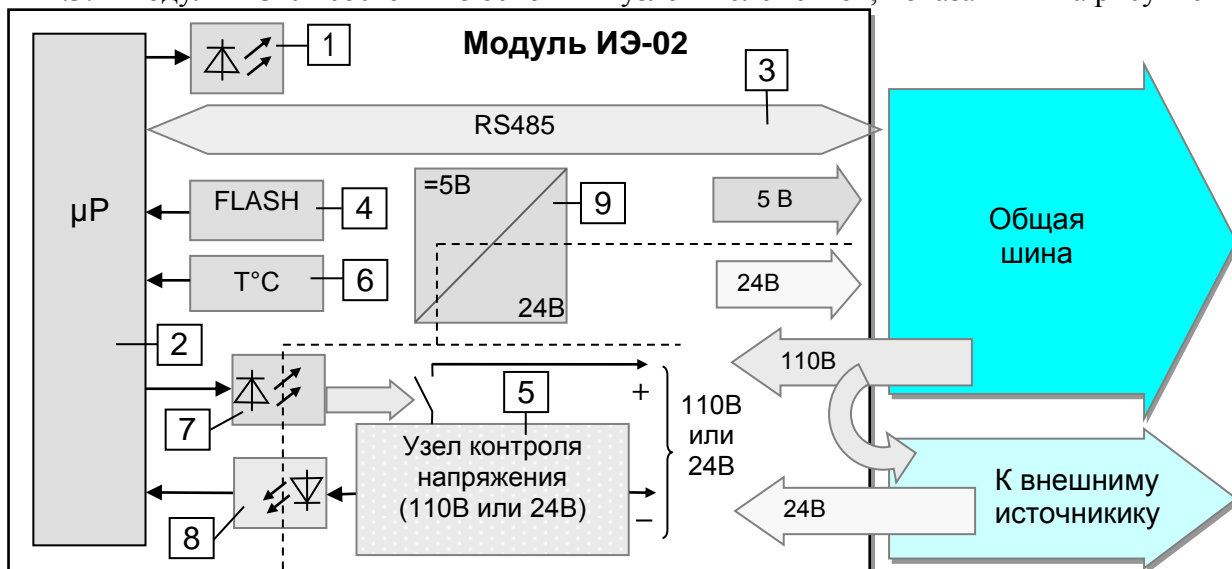 Модуль ИЭ-02
1
3
RS485
µP
FLASH
4
=5В
24В
9
5 В
Общая
шина
T°C
6
24В
2
110В
7
5
+
110В
или
24В
Узел контроля
напряжения
(110В или 24В)
–
8
24В
К внешниму
источникику